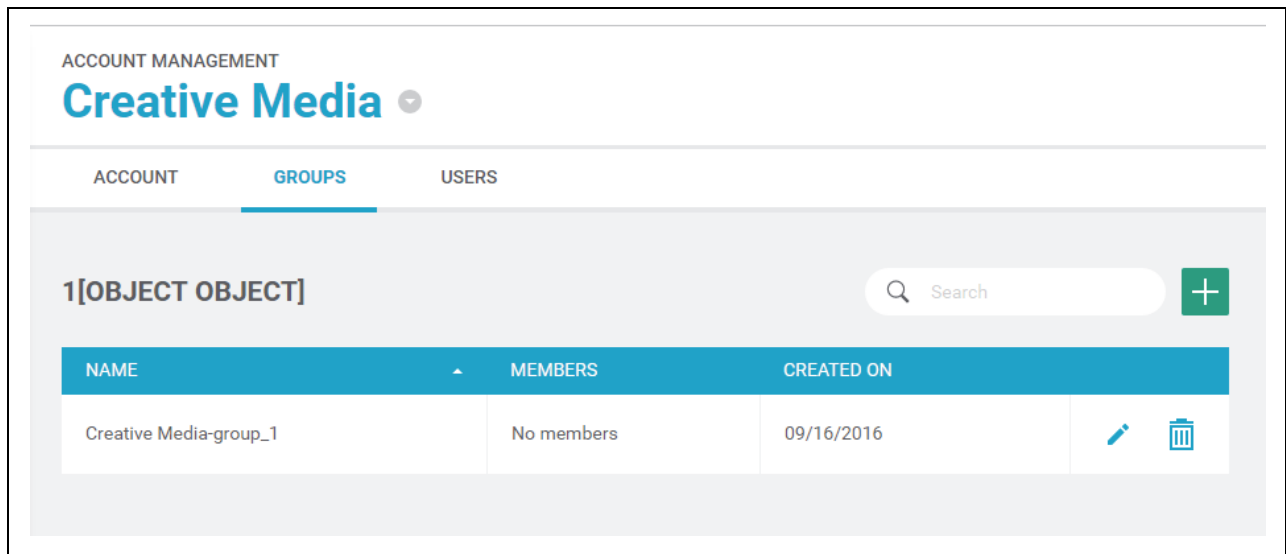 ACCOUNT MANAGEMENT
Creative Media
ACCOUNT GROUPS USERS
1[OBJECT OBJECT]
Search
NAME MEMBERS CREATED ON
Creative Media-group_1 No members 09/16/2016